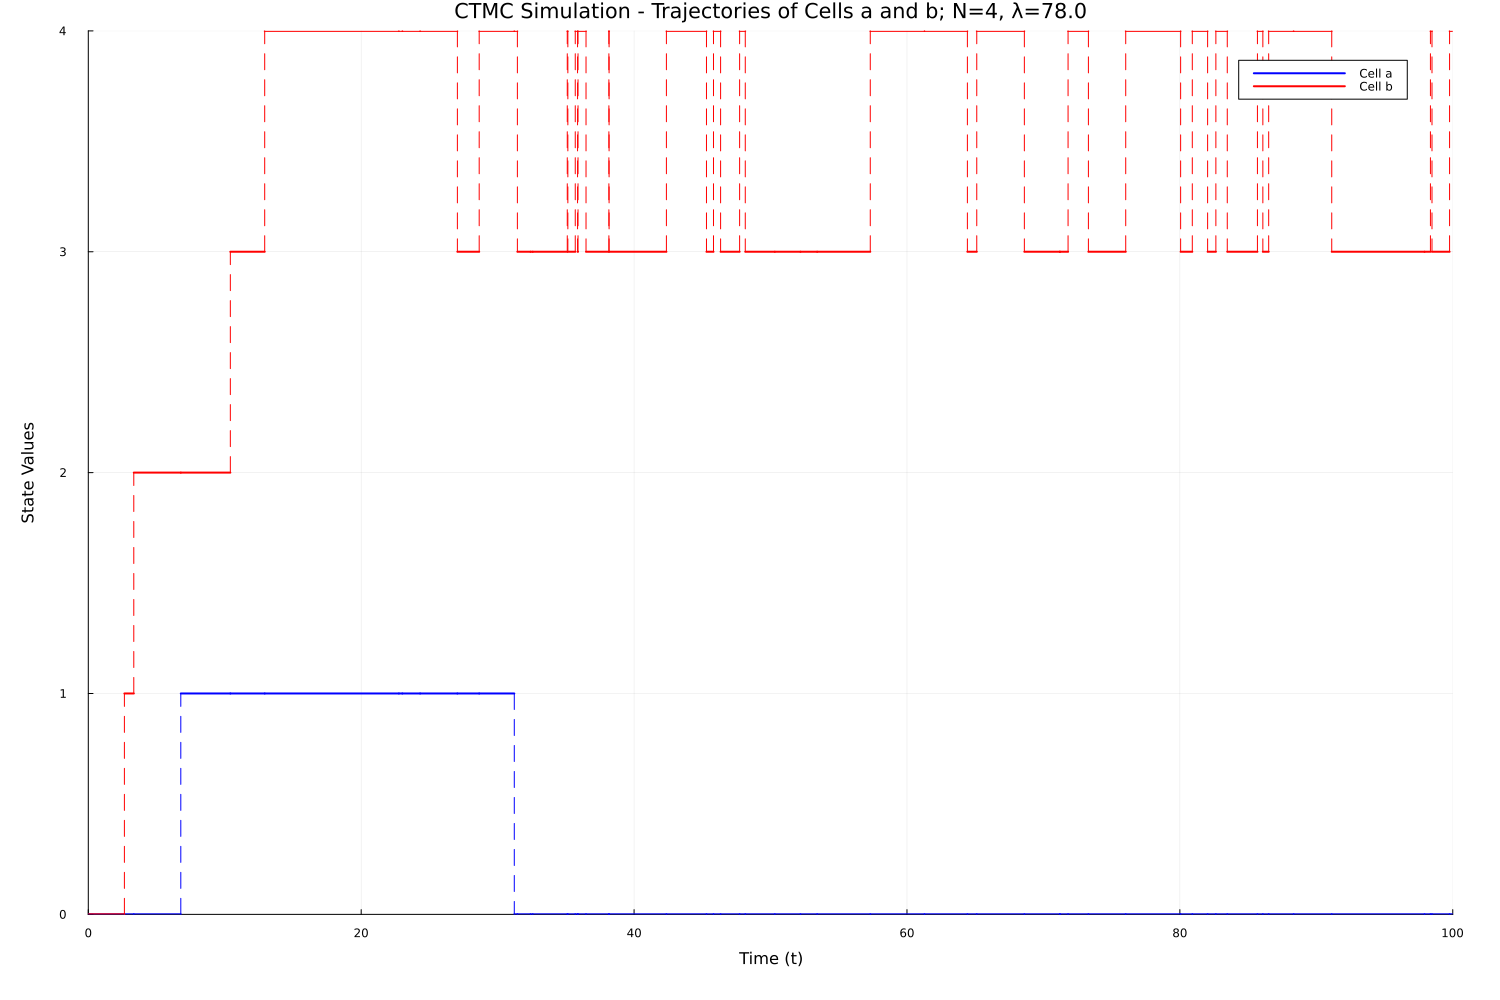 CTMC Simulation - Trajectories of Cells a and b; N=4, λ=78.0
4
Cell a
Cell b
3
State Values
2
1
0
0 20 40 60 80 100
Time (t)